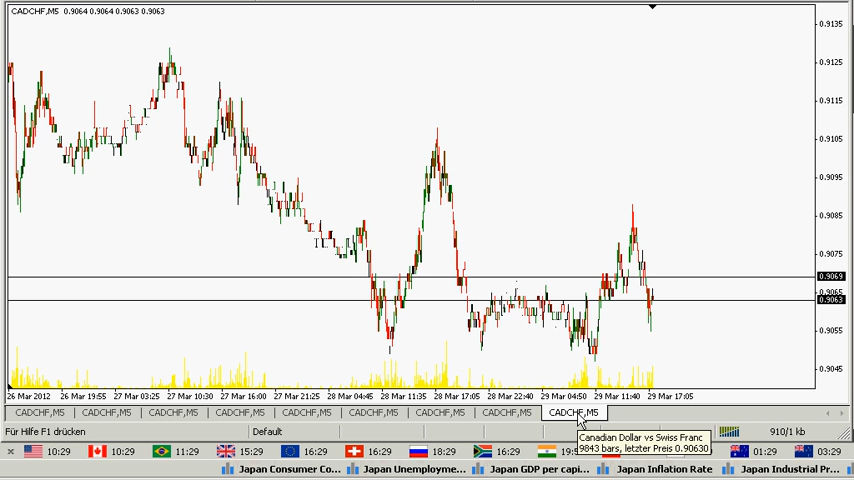 CADCHF,M5 0.9064 0.9064 0.9063 0.9063
0.9135
0.9125
0.9115
0.9105
0.9095
0.9085
0.9075
0.9069
0.9065
0.9063
0.9055
0.9045
26 Mar 2012 26 Mar 19:55 27 Mar 03:25 27 Mar 10:30 27 Mar 16:00 27 Mar 21:25 28 Mar 04:45 28 Mar 11:35 28 Mar 17:05 28 Mar 22:40 29 Mar 04:50 29 Mar 11:40 29 Mar 17:05
CADCHF,M5 CADCHF,M5 CADCHF,M5 CADCHF,M5 CADCHF,M5 CADCHF,M5 CADCHF,M5 CADCHF,M5 CADCHF,M5
Für Hilfe F1 drücken Default 910/1 kb
Canadian Dollar vs Swiss Franc
9843 bars, letzter Preis 0.90630
10:29 10:29 11:29 15:29 16:29 16:29 18:29 16:29 01:29 03:29
Japan Consumer Co... Japan Unemployme... Japan GDP per capi... Japan Inflation Rate Japan Industrial Pr...